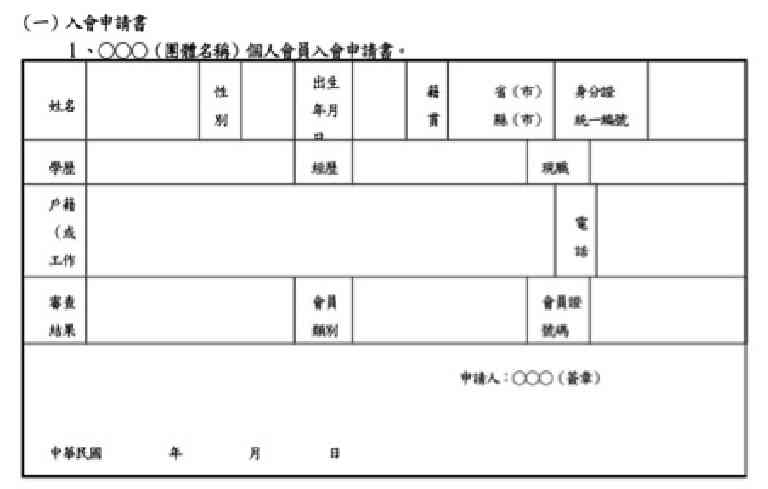 （一）入會申請書
1、○○○（團體名稱）個人會員入會申請書。
姓名 性別 出生年月日 籍貫 省（市）縣（市） 身分證統一編號
學歷 經歷 現職
戶籍（或工作 電話
審查結果 會員類別 會員證號碼
申請人：○○○（簽章）
中華民國 年 月 日